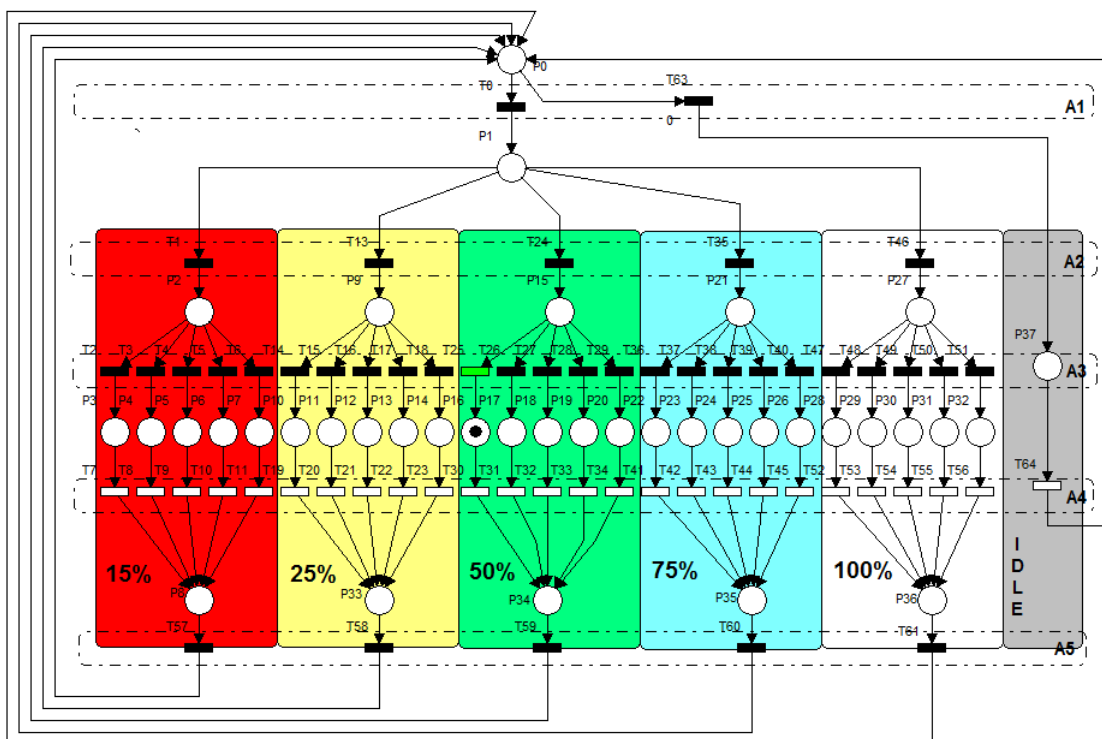 P0
T0 T63
A1
0
P1
T1 T13 T24 T35 T46
A2
P2 P9 P15 P21 P27
P37
T2 T3 T4 T5 T6 T14 T15 T16 T17 T18 T25 T26 T27 T28 T29 T36 T37 T38 T39 T40 T47 T48 T49 T50 T51
A3
P3 P4 P5 P6 P7 P10 P11 P12 P13 P14 P16 P17 P18 P19 P20 P22 P23 P24 P25 P26 P28 P29 P30 P31 P32
T7 T8 T9 T10 T11 T19 T20 T21 T22 T23 T30 T31 T32 T33 T34 T41 T42 T43 T44 T45 T52 T53 T54 T55 T56 T64
A4
15% 25% 50% 75% 100%
IDLE
P8 P33 P34 P35 P36
T57 T58 T59 T60 T61
A5